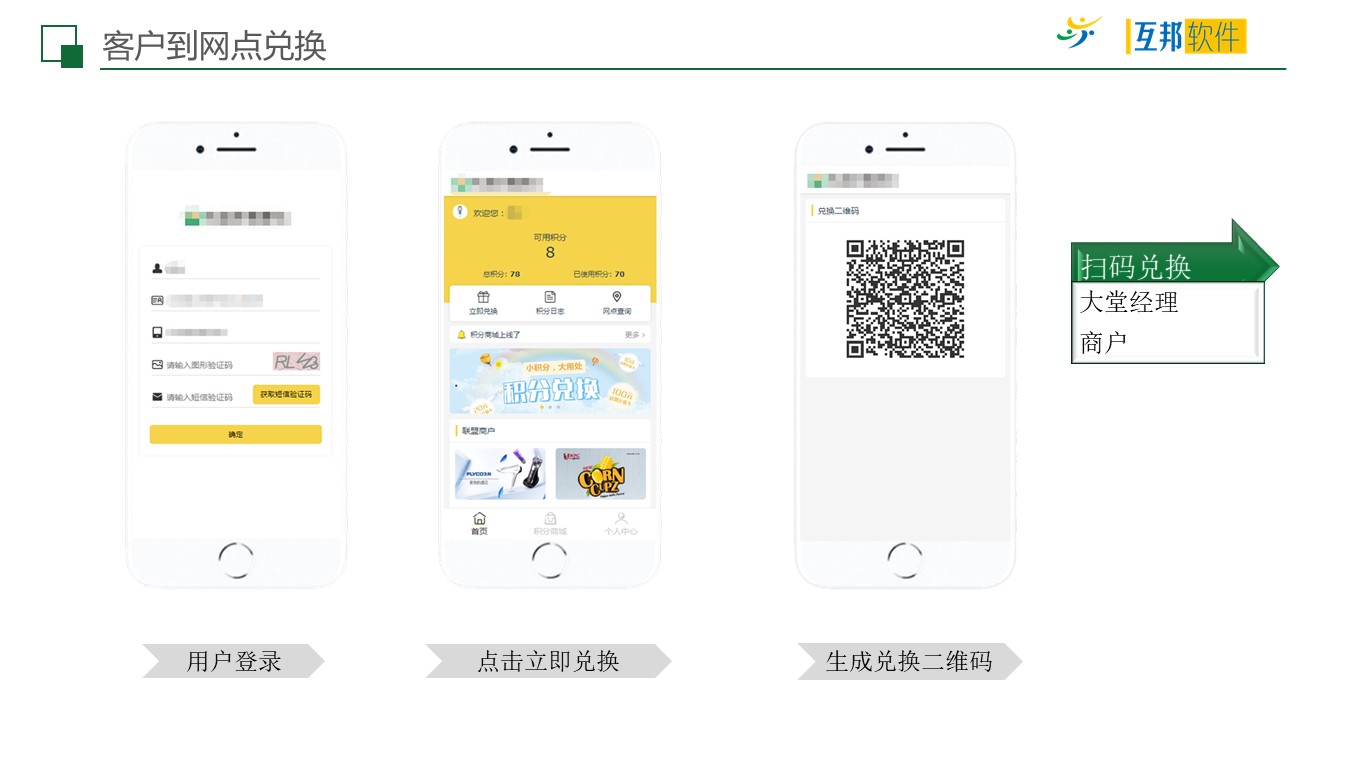 客户到网点兑换
互邦软件
请输入图形验证码
请输入短信验证码
获取短信验证码
确定
欢迎您：
可用积分
8
总积分：78
已使用积分：70
立即兑换
积分日志
网点查询
积分商城上线了
更多 >
小积分，大用处
积分兑换
100元
联盟商户
FLYCO
CORN CUPZ
首页
积分商城
个人中心
兑换二维码
扫码兑换
大堂经理
商户
用户登录
点击立即兑换
生成兑换二维码